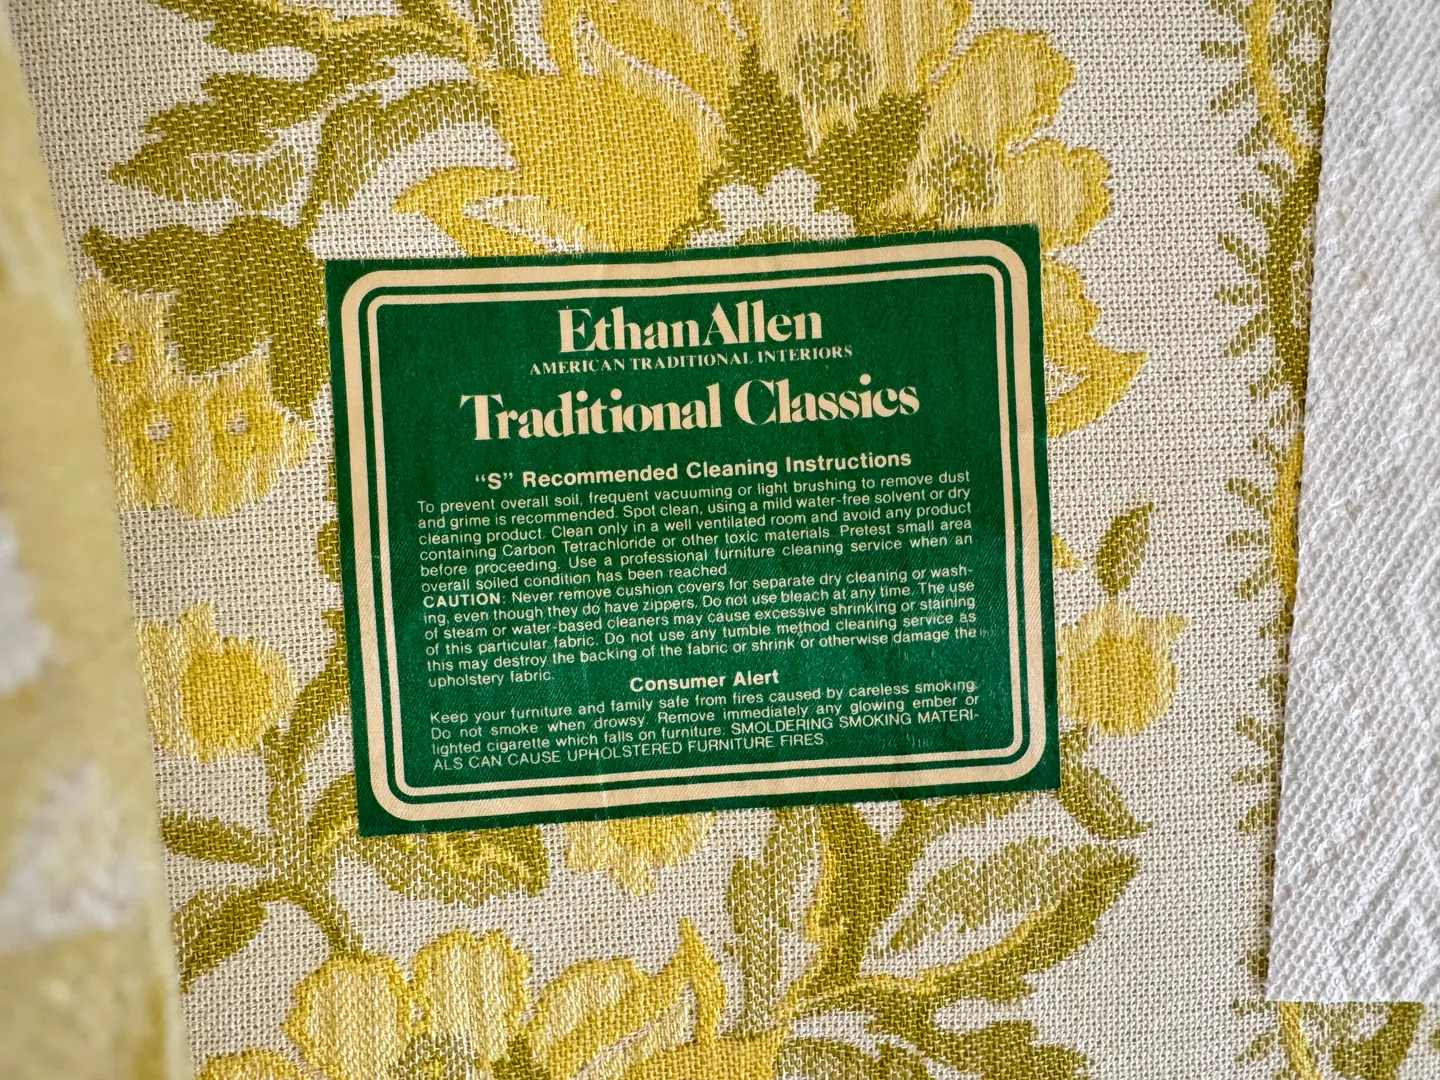 EthanAllen
AMERICAN TRADITIONAL INTERIORS
Traditional Classics
“S” Recommended Cleaning Instructions
To prevent overall soil, frequent vacuuming or light brushing to remove dust
and grime is recommended. Spot clean, using a mild water-free solvent or dry
cleaning product. Clean only in a well ventilated room and avoid any product
containing Carbon Tetrachloride or other toxic materials. Pretest small area
before proceeding. Use a professional furniture cleaning service when an
overall soiled condition has been reached
CAUTION: Never remove cushion covers for separate dry cleaning or wash-
ing, even though they do have zippers. Do not use bleach at any time. The use
of steam or water-based cleaners may cause excessive shrinking or staining
of this particular fabric. Do not use any tumble method cleaning service as
this may destroy the backing of the fabric or shrink or otherwise damage the
upholstery fabric.
Consumer Alert
Keep your furniture and family safe from fires caused by careless smoking.
Do not smoke when drowsy. Remove immediately any glowing ember or
lighted cigarette which falls on furniture. SMOLDERING SMOKING MATERI-
ALS CAN CAUSE UPHOLSTERED FURNITURE FIRES.